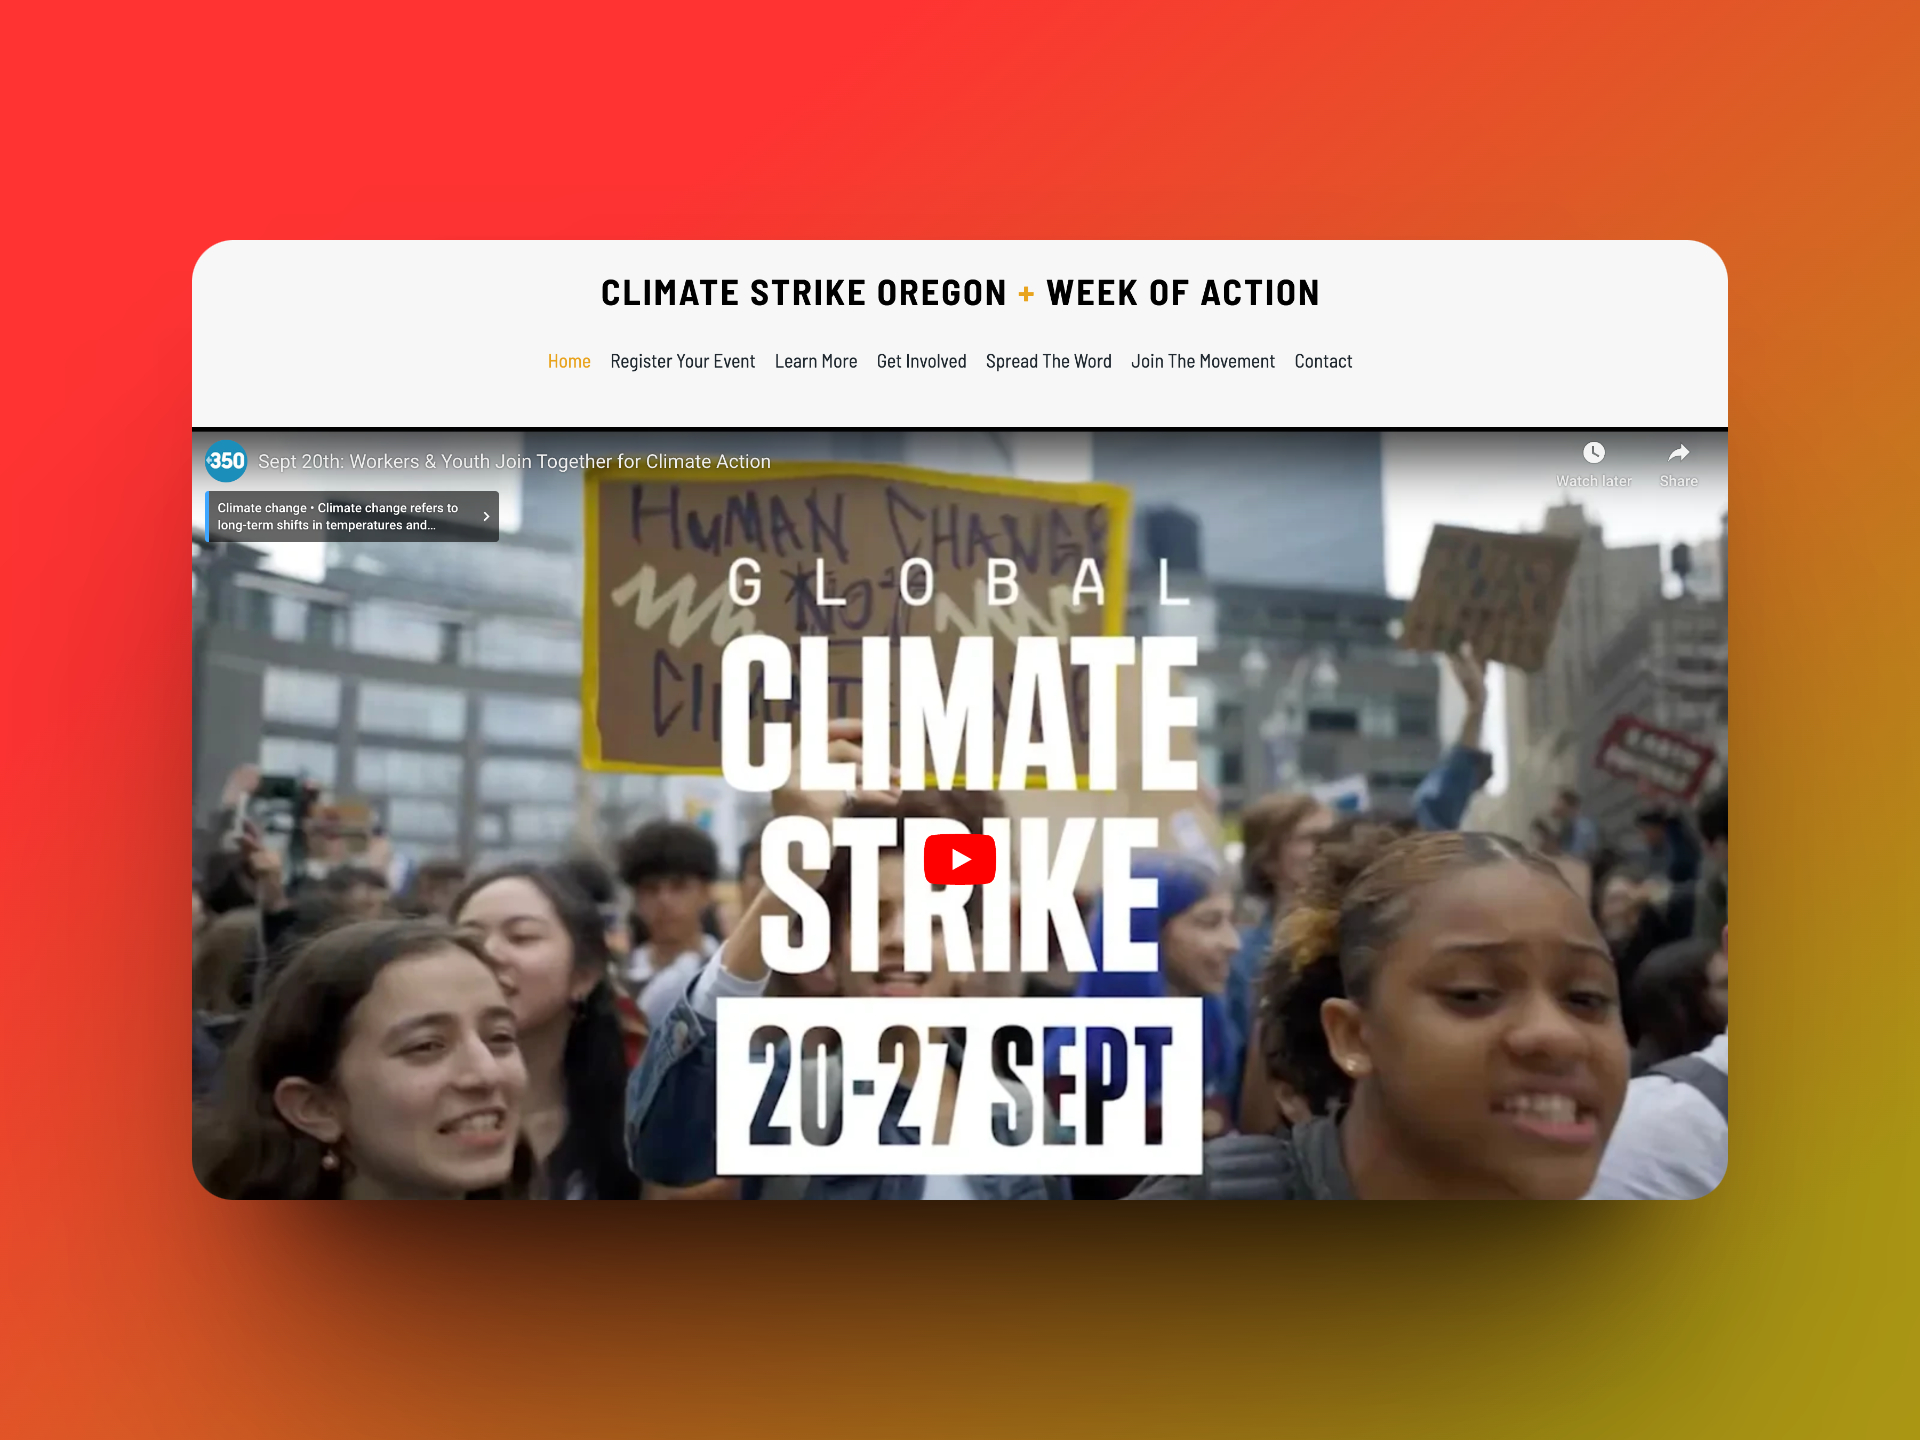 CLIMATE STRIKE OREGON + WEEK OF ACTION
Home Register Your Event Learn More Get Involved Spread The Word Join The Movement Contact
350 Sept 20th: Workers & Youth Join Together for Climate Action
Watch later Share
Climate change • Climate change refers to
long-term shifts in temperatures and...
HUMAN CHANGE
NOT
CLIMATE
GLOBAL
CLIMATE
STRIKE
20-27 SEPT